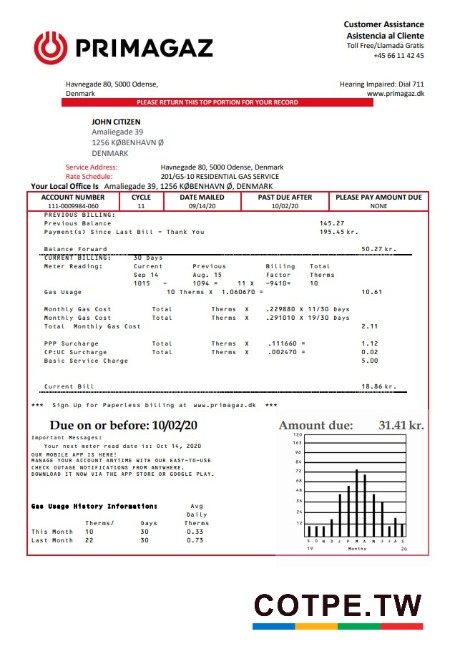 PRIMAGAZ
Customer Assistance
Asistencia al Cliente
Toll Free/Llamada Gratis
+45 66 11 42 45
Havnegade 80, 5000 Odense,
Denmark
Hearing Impaired: Dial 711
www.primagaz.dk
PLEASE RETURN THIS TOP PORTION FOR YOUR RECORD
JOHN CITIZEN
Amaliegade 39
1256 KØBENHAVN Ø
DENMARK
Service Address: Havnegade 80, 5000 Odense, Denmark
Rate Schedule: 201/GS-10 RESIDENTIAL GAS SERVICE
Your Local Office Is Amaliegade 39, 1256 KØBENHAVN Ø, DENMARK
ACCOUNT NUMBER CYCLE DATE MAILED PAST DUE AFTER PLEASE PAY AMOUNT DUE
111-0009984-060 11 09/14/20 10/02/20 NONE
PREVIOUS BILLING:
Previous Balance 145.27
Payment(s) Since Last Bill - Thank You 195.45 kr.
Balance Forward 50.27 kr.
CURRENT BILLING: 30 Days
Meter Reading: Current Previous Billing Total
Sep 14 Aug. 15 Factor Therms
1015 - 1094 = 11 X -9410= 10
Gas Usage 10 Therms X 1.060670 = 10.61
Monthly Gas Cost Total Therms X .229880 X 11/30 Days
Monthly Gas Cost Total Therms X .291010 X 19/30 Days
Total Monthly Gas Cost 2.11
PPP Surcharge Total Therms X .111660 = 1.12
CP:UC Surcharge Total Therms X .002470 = 0.02
Basic Service Charge 5.00
Current Bill 18.86 kr.
*** Sign Up for Paperless billing at www.primagaz.dk ***
Due on or before: 10/02/20
Amount due: 31.41 kr.
Important Messages:
Your next meter read date is: Oct 14, 2020
OUR MOBILE APP IS HERE!
MANAGE YOUR ACCOUNT ANYTIME WITH OUR EASY-TO-USE
CHECK OUTAGE NOTIFICATIONS FROM ANYWHERE.
DOWNLOAD IT NOW VIA THE APP STORE OR GOOGLE PLAY.
120
161
96
84
72
60
48
36
24
12
S O N D J F M A M J J A S
19 Months 20
Gas Usage History Informations: Avg
Daily
Therms/ Days Therms
This Month 10 30 0.33
Last Month 22 30 0.73
COTPE.TW